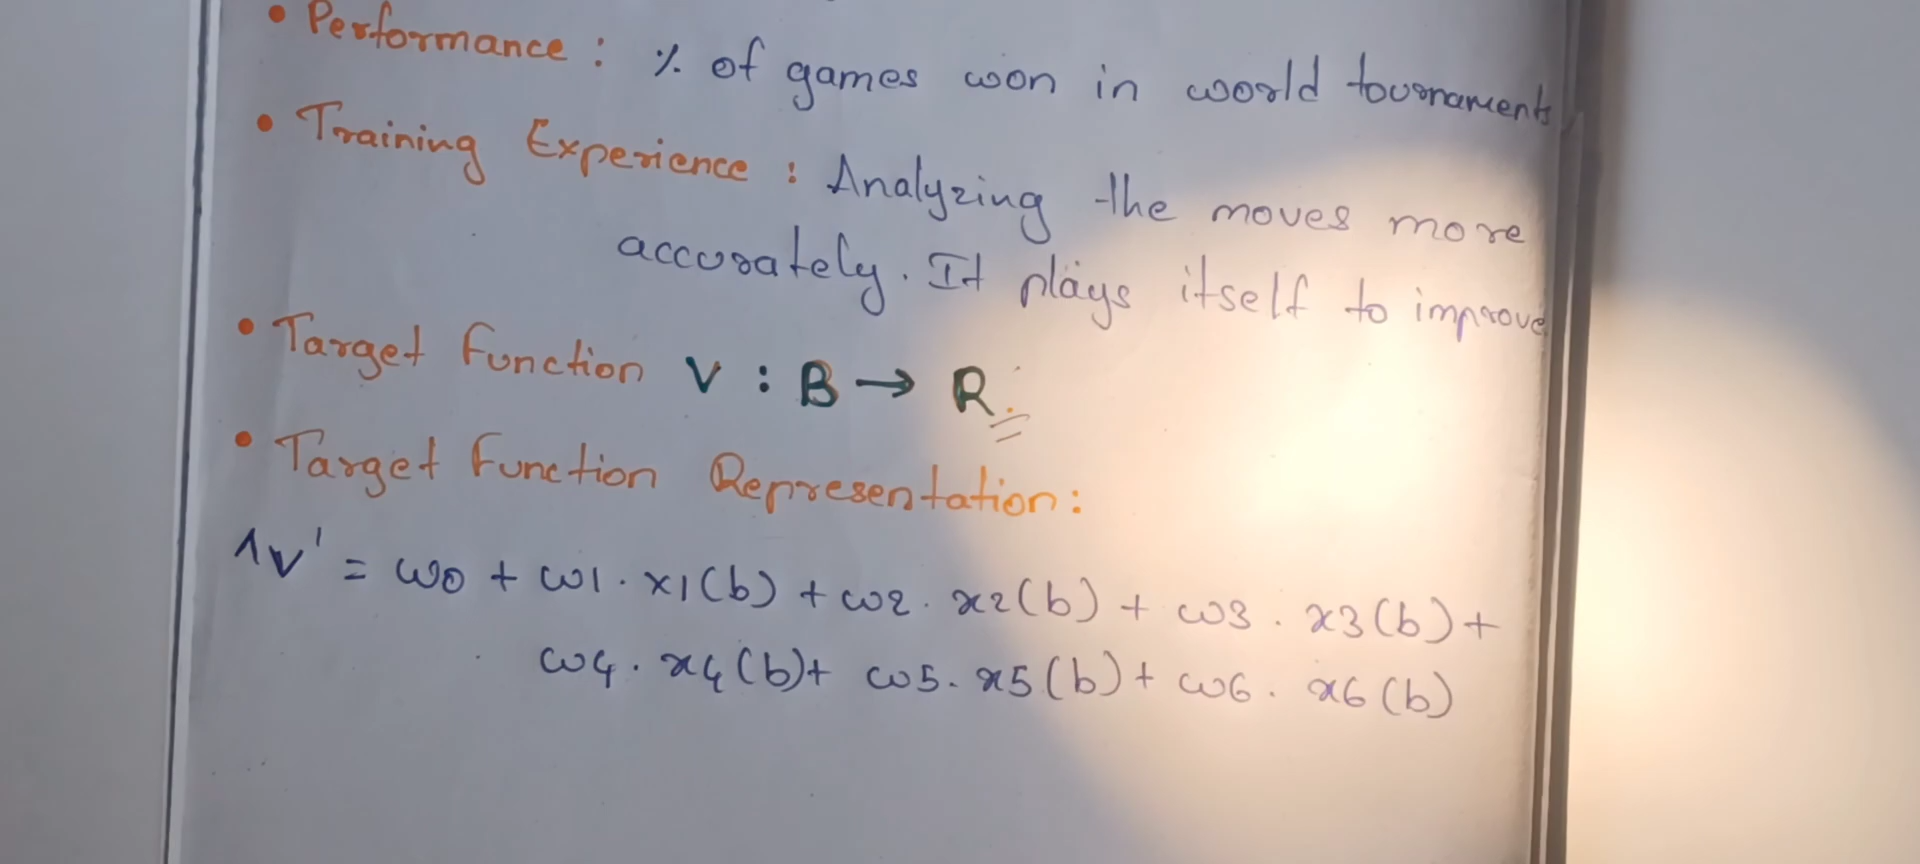 • Performance : % of games won in world tournaments
• Training Experience : Analyzing the moves more
accurately. It plays itself to improve
• Target function V : B → R.
• Target function Representation:
^V' = w0 + w1. x1(b) + w2. x2(b) + w3. x3(b) +
w4. x4(b)+ w5. x5(b) + w6. x6(b)